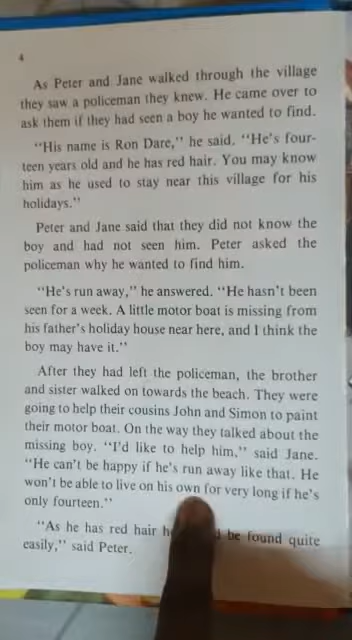 4
As Peter and Jane walked through the village
they saw a policeman they knew. He came over to
ask them if they had seen a boy he wanted to find.
“His name is Ron Dare,” he said. “He’s four-
teen years old and he has red hair. You may know
him as he used to stay near this village for his
holidays.”
Peter and Jane said that they did not know the
boy and had not seen him. Peter asked the
policeman why he wanted to find him.
“He’s run away,” he answered. “He hasn’t been
seen for a week. A little motor boat is missing from
his father’s holiday house near here, and I think the
boy may have it.”
After they had left the policeman, the brother
and sister walked on towards the beach. They were
going to help their cousins John and Simon to paint
their motor boat. On the way they talked about the
missing boy. “I’d like to help him,” said Jane.
“He can’t be happy if he’s run away like that. He
won’t be able to live on his own for very long if he’s
only fourteen.”
“As he has red hair be found quite
easily,” said Peter.